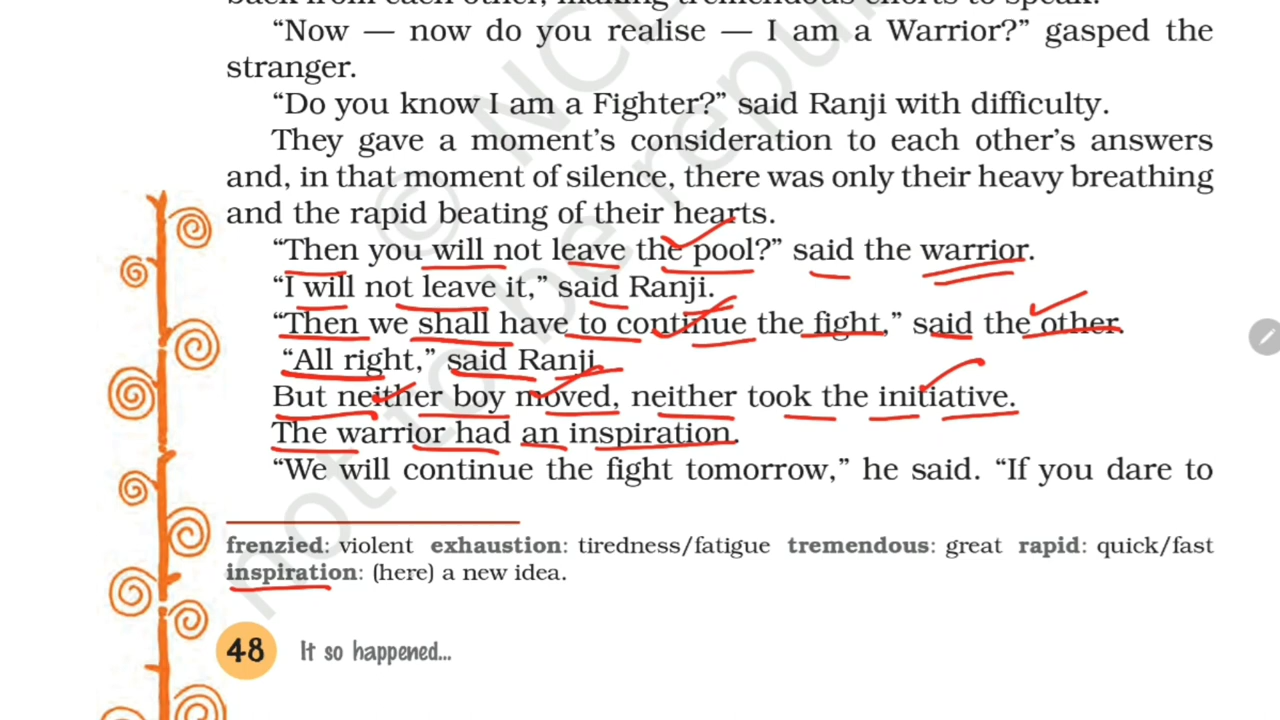 back from each other, making tremendous efforts to speak.
“Now — now do you realise — I am a Warrior?” gasped the
stranger.
“Do you know I am a Fighter?” said Ranji with difficulty.
They gave a moment’s consideration to each other’s answers
and, in that moment of silence, there was only their heavy breathing
and the rapid beating of their hearts.
“Then you will not leave the pool?” said the warrior.
“I will not leave it,” said Ranji.
“Then we shall have to continue the fight,” said the other.
“All right,” said Ranji.
But neither boy moved, neither took the initiative.
The warrior had an inspiration.
“We will continue the fight tomorrow,” he said. “If you dare to
frenzied: violent exhaustion: tiredness/fatigue tremendous: great rapid: quick/fast
inspiration: (here) a new idea.
48 It so happened...
not to be republ
© NC